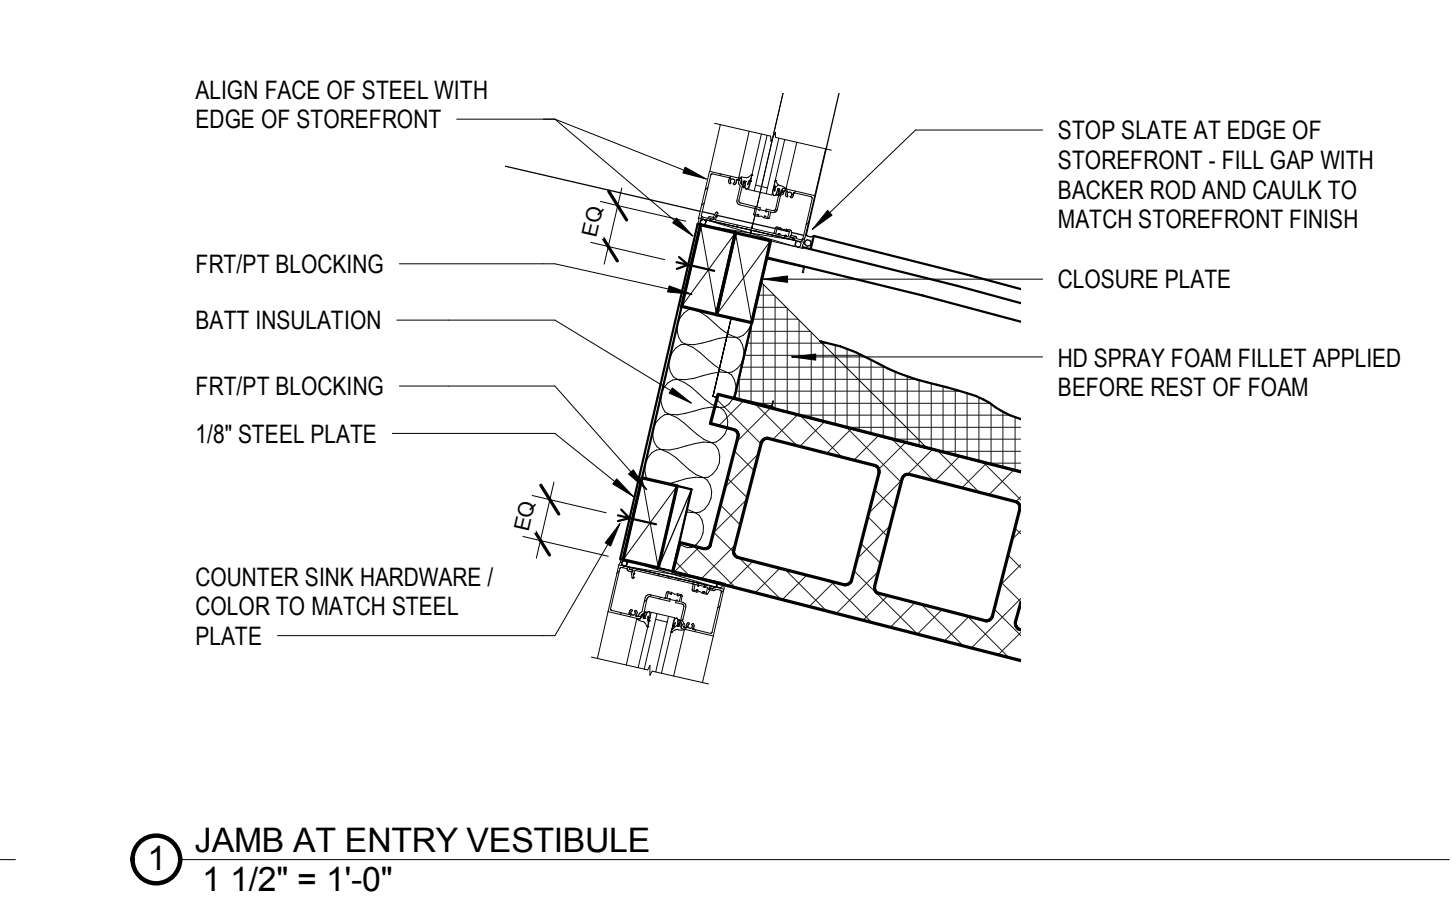 ALIGN FACE OF STEEL WITH
EDGE OF STOREFRONT
STOP SLATE AT EDGE OF
STOREFRONT - FILL GAP WITH
BACKER ROD AND CAULK TO
MATCH STOREFRONT FINISH
EQ
FRT/PT BLOCKING
CLOSURE PLATE
BATT INSULATION
HD SPRAY FOAM FILLET APPLIED
BEFORE REST OF FOAM
FRT/PT BLOCKING
1/8" STEEL PLATE
EQ
COUNTER SINK HARDWARE /
COLOR TO MATCH STEEL
PLATE
1 JAMB AT ENTRY VESTIBULE
1 1/2" = 1'-0"